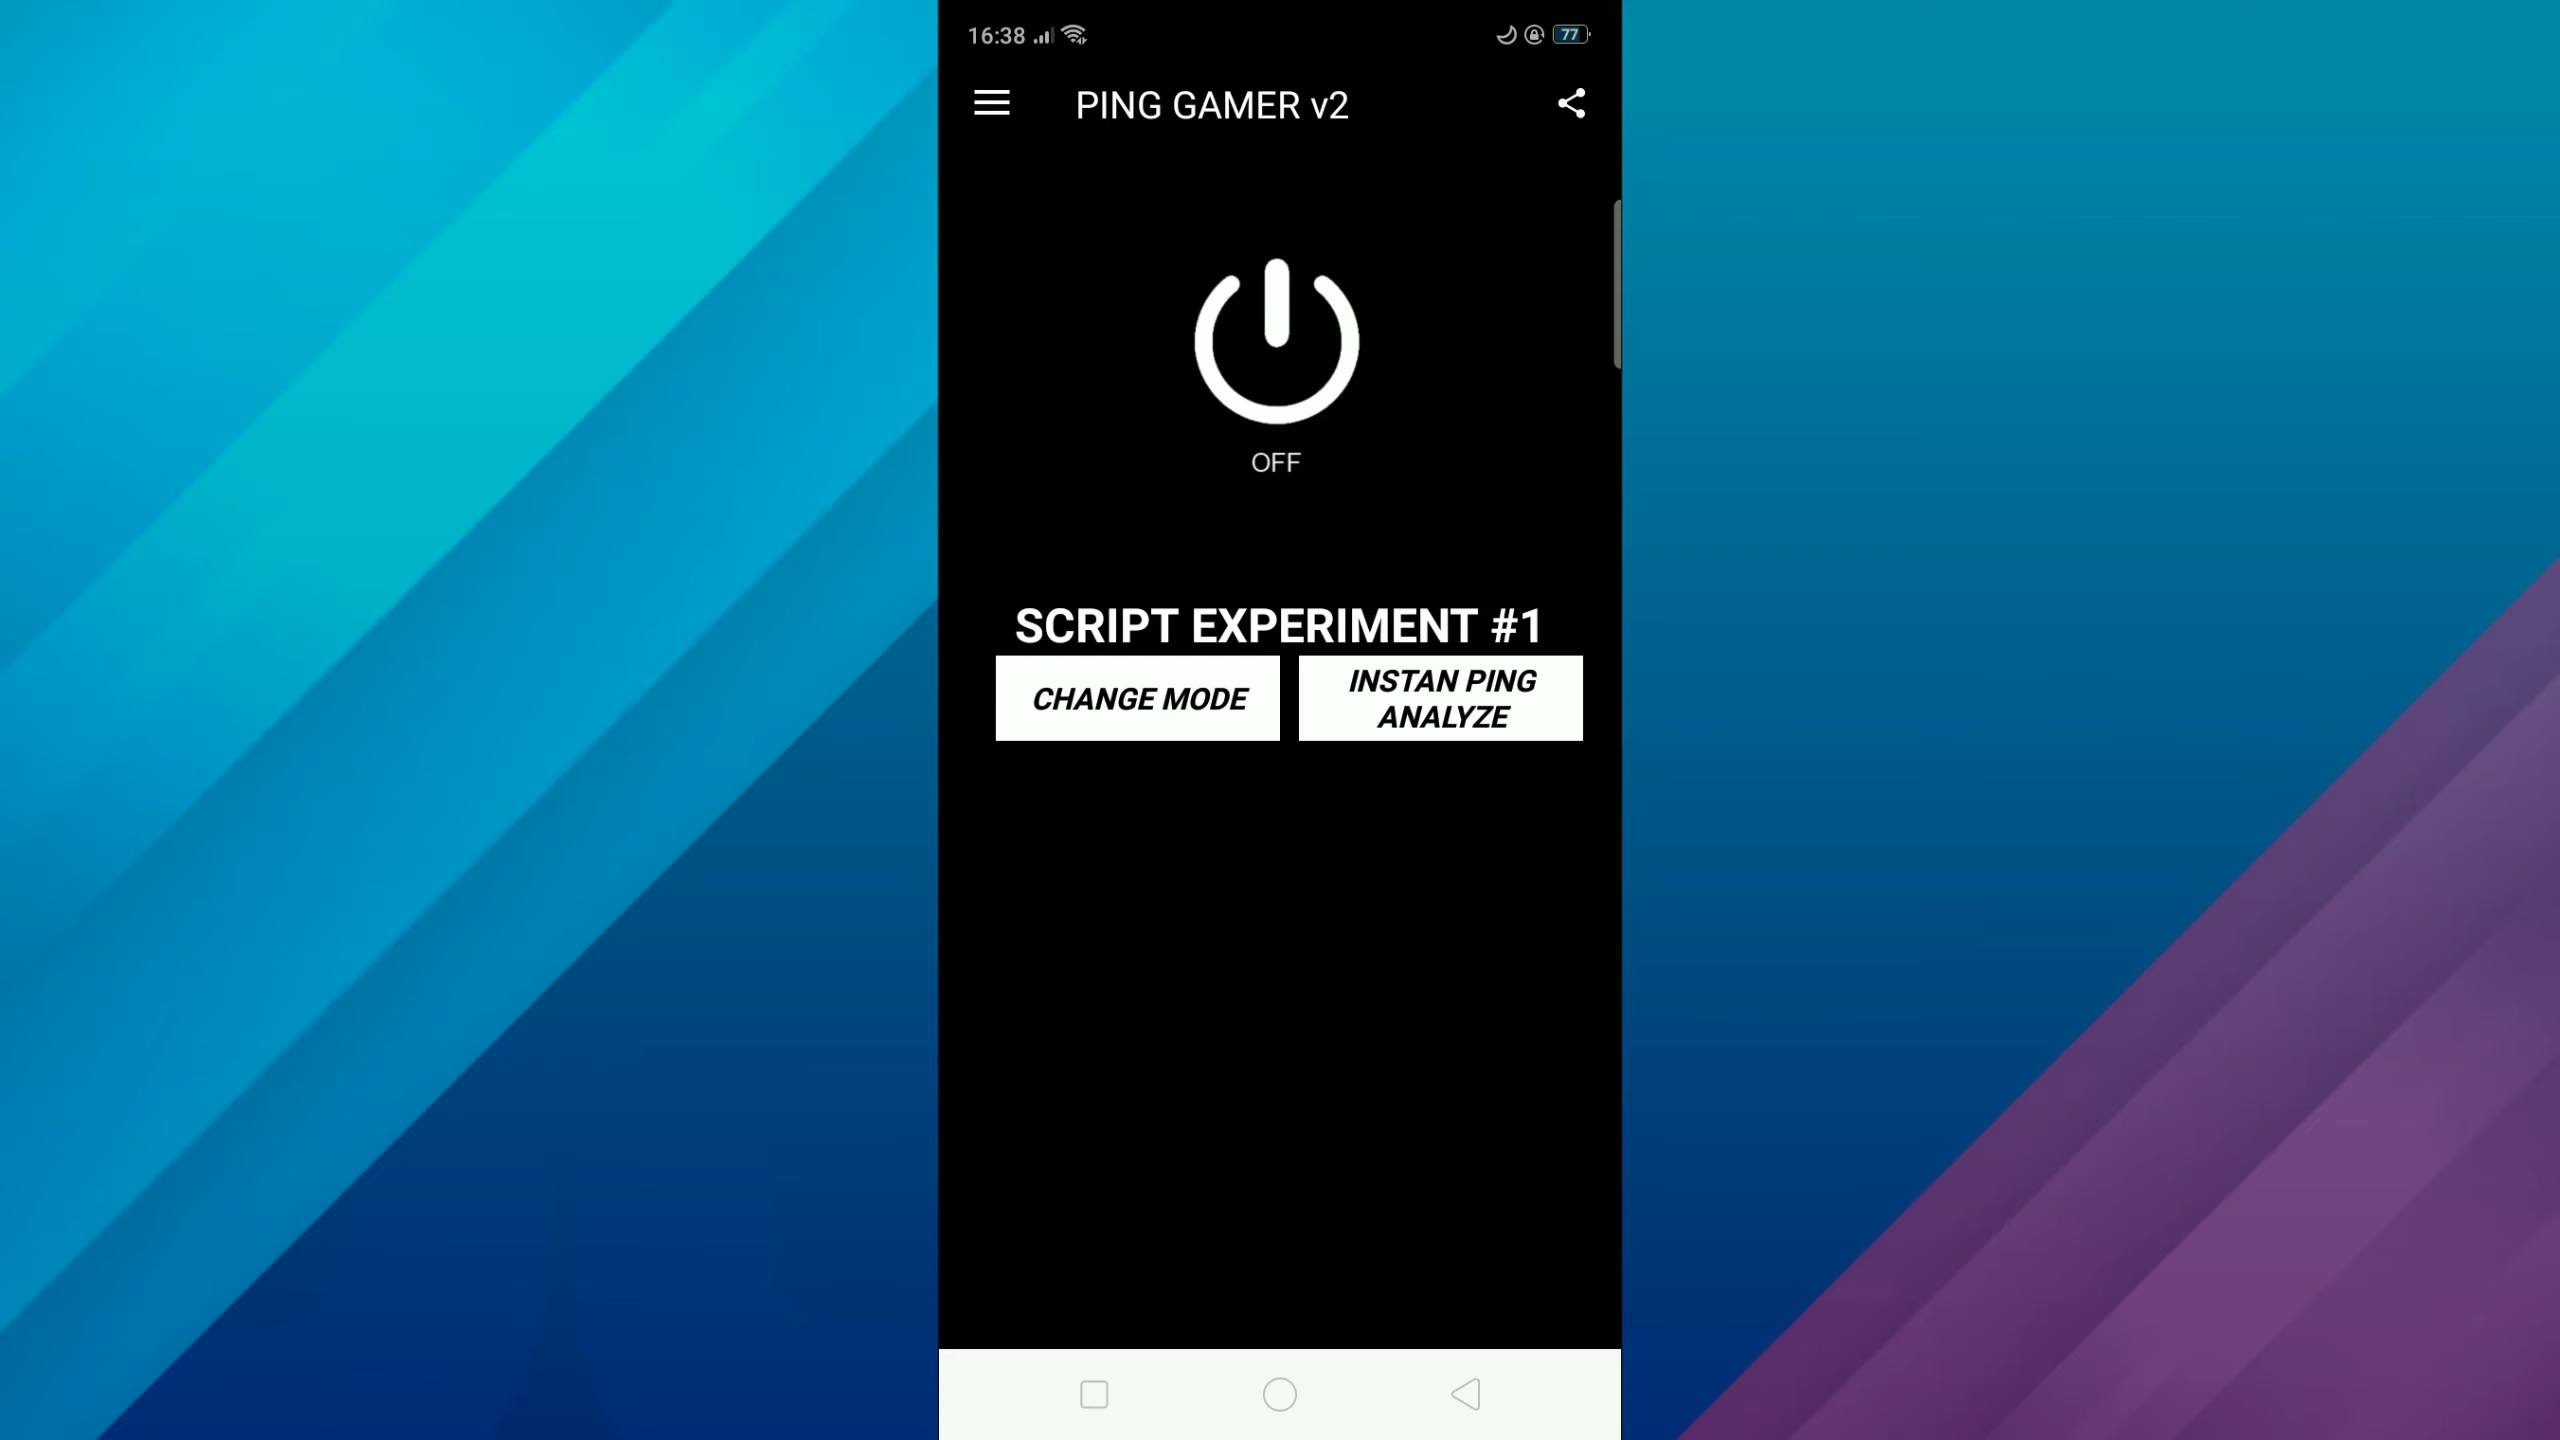 16:38
77
PING GAMER v2
OFF
SCRIPT EXPERIMENT #1
CHANGE MODE
INSTAN PING
ANALYZE